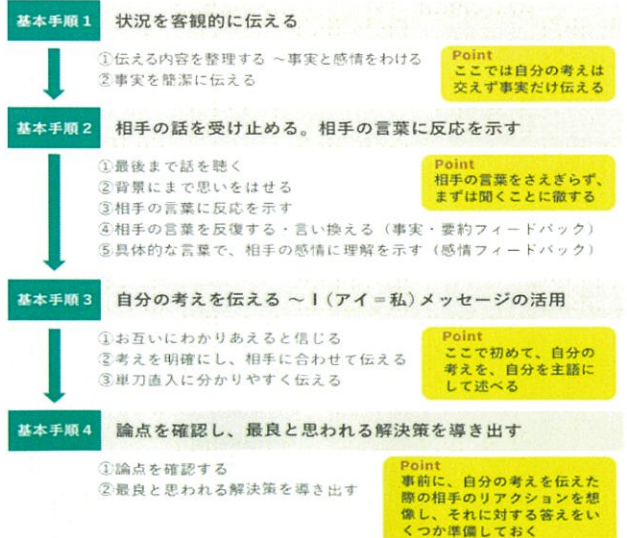 基本手順1 状況を客観的に伝える
①伝える内容を整理する ～事実と感情をわける
②事実を簡潔に伝える
Point
ここでは自分の考えは
交えず事実だけ伝える
基本手順2 相手の話を受け止める。相手の言葉に反応を示す
①最後まで話を聴く
②背景にまで思いをはせる
③相手の言葉に反応を示す
④相手の言葉を反復する・言い換える（事実・要約フィードバック）
⑤具体的な言葉で、相手の感情に理解を示す（感情フィードバック）
Point
相手の言葉をさえぎらず、
まずは聞くことに徹する
基本手順3 自分の考えを伝える ～ I（アイ＝私）メッセージの活用
①お互いにわかりあえると信じる
②考えを明確にし、相手に合わせて伝える
③単刀直入に分かりやすく伝える
Point
ここで初めて、自分の
考えを、自分を主語に
して述べる
基本手順4 論点を確認し、最良と思われる解決策を導き出す
①論点を確認する
②最良と思われる解決策を導き出す
Point
事前に、自分の考えを伝えた
際の相手のリアクションを想
像し、それに対する答えをい
くつか準備しておく